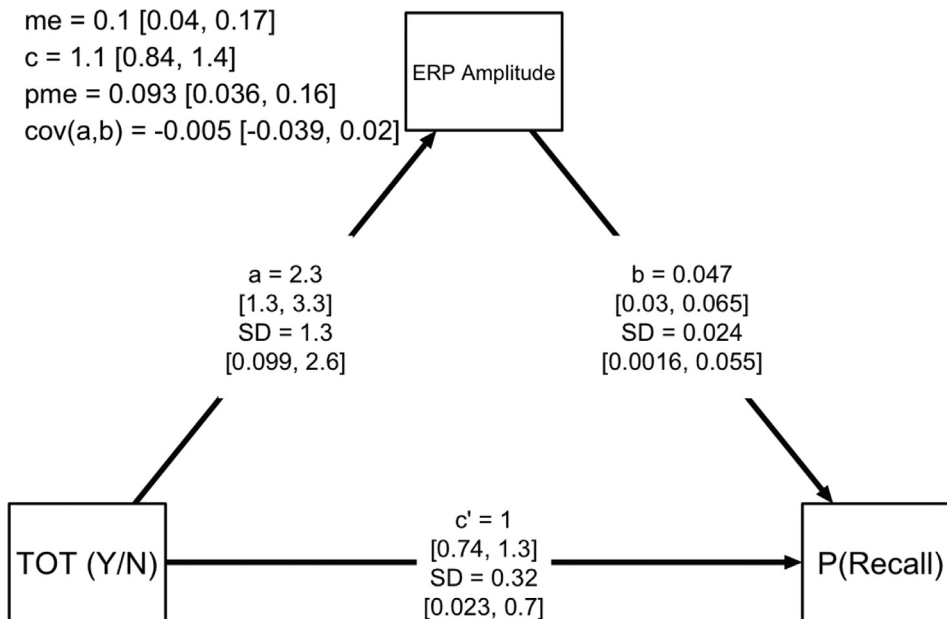 me = 0.1 [0.04, 0.17]
c = 1.1 [0.84, 1.4]
pme = 0.093 [0.036, 0.16]
cov(a,b) = -0.005 [-0.039, 0.02]
ERP Amplitude
a = 2.3
[1.3, 3.3]
SD = 1.3
[0.099, 2.6]
b = 0.047
[0.03, 0.065]
SD = 0.024
[0.0016, 0.055]
TOT (Y/N)
c' = 1
[0.74, 1.3]
SD = 0.32
[0.023, 0.7]
P(Recall)